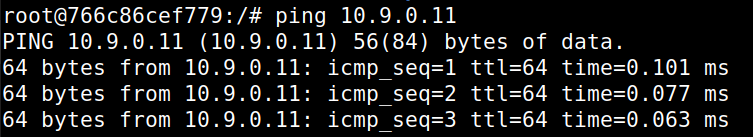 root@766c86cef779:/# ping 10.9.0.11
PING 10.9.0.11 (10.9.0.11) 56(84) bytes of data.
64 bytes from 10.9.0.11: icmp_seq=1 ttl=64 time=0.101 ms
64 bytes from 10.9.0.11: icmp_seq=2 ttl=64 time=0.077 ms
64 bytes from 10.9.0.11: icmp_seq=3 ttl=64 time=0.063 ms